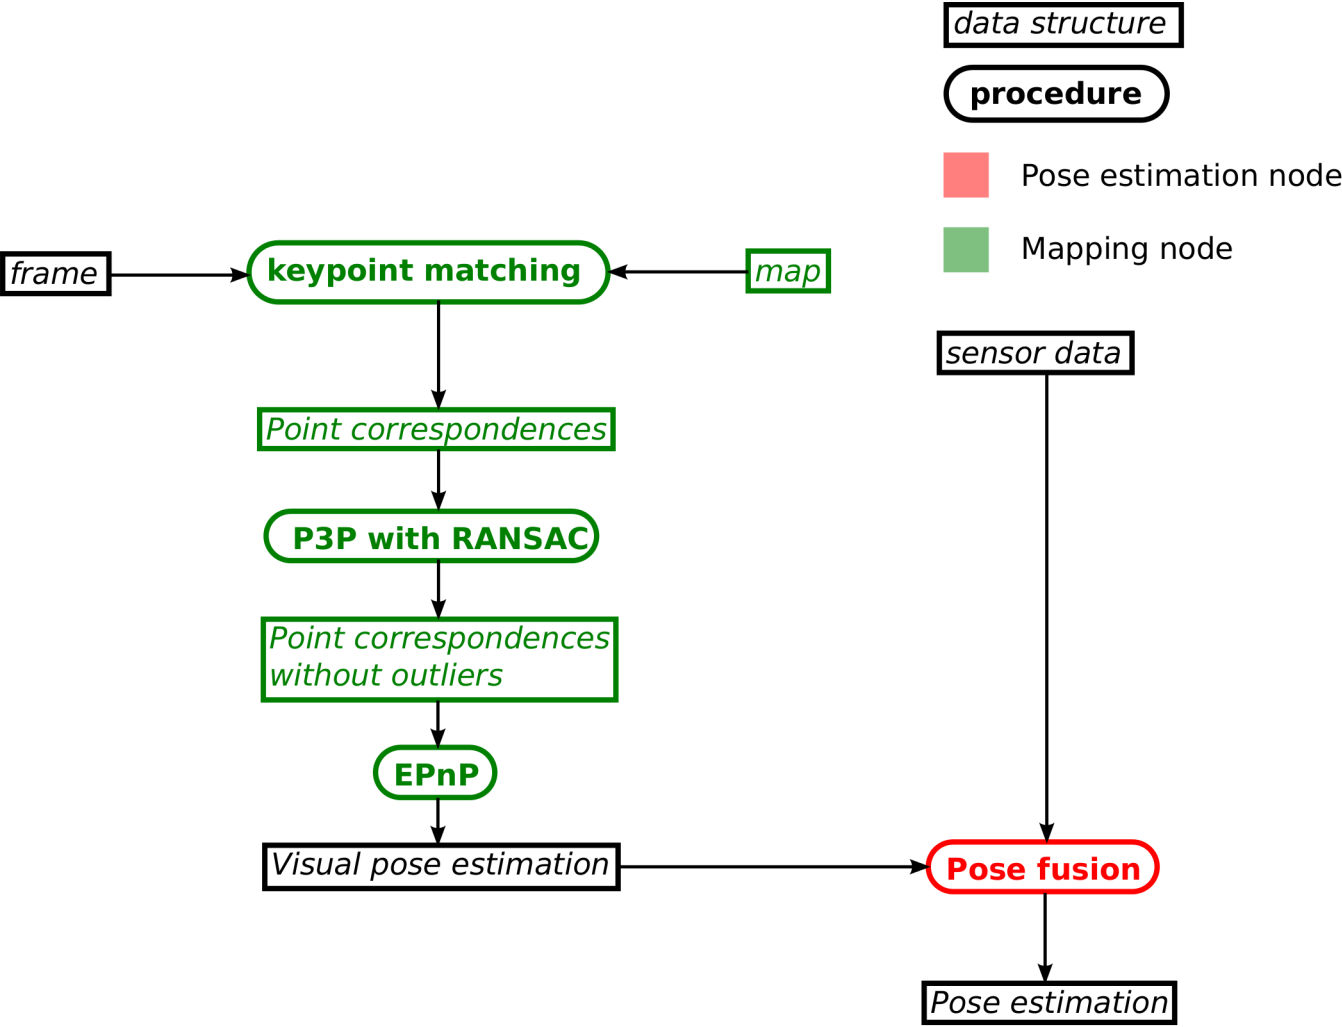 data structure
procedure
Pose estimation node
Mapping node
frame
keypoint matching
map
sensor data
Point correspondences
P3P with RANSAC
Point correspondences
without outliers
EPnP
Visual pose estimation
Pose fusion
Pose estimation